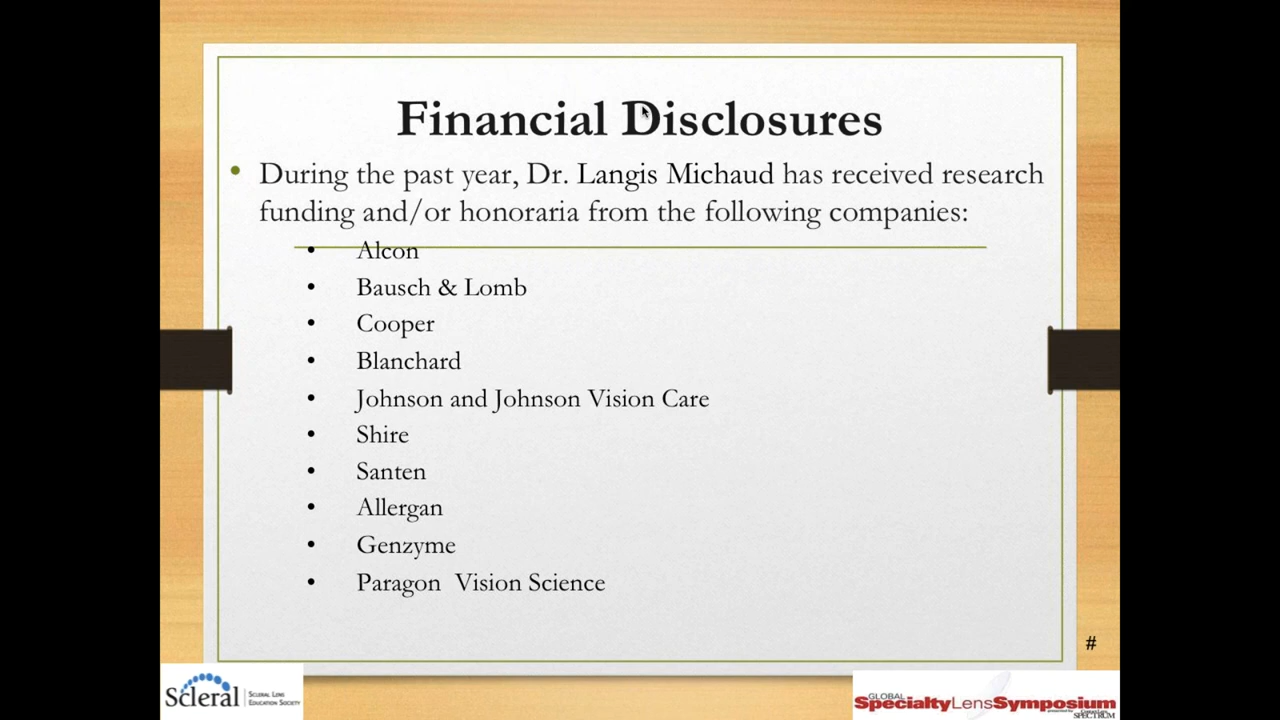 Financial Disclosures
• During the past year, Dr. Langis Michaud has received research
funding and/or honoraria from the following companies:
• Alcon
• Bausch & Lomb
• Cooper
• Blanchard
• Johnson and Johnson Vision Care
• Shire
• Santen
• Allergan
• Genzyme
• Paragon  Vision Science
#
Scleral
SCLERAL LENS
EDUCATION SOCIETY
GLOBAL
SpecialtyLensSymposium
SPECTRUM